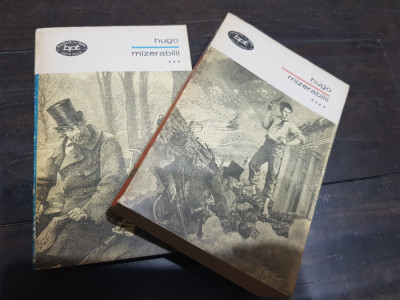 bpt
hugo
mizerabilii
***
bpt
hugo
mizerabilii
****